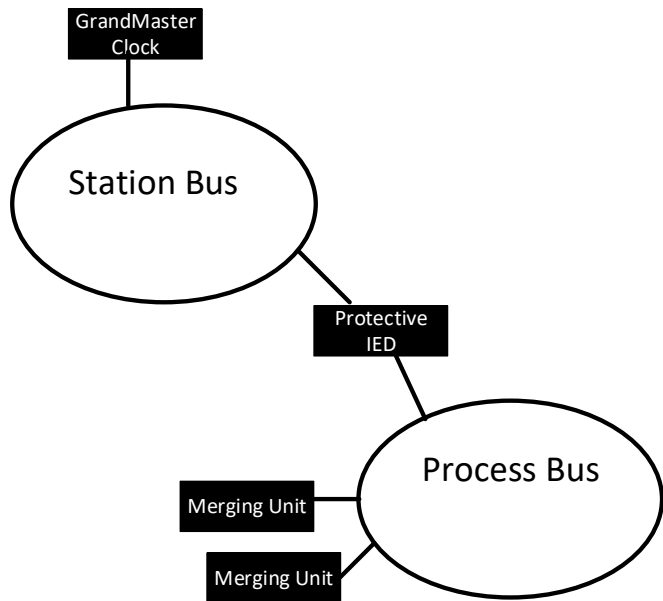 GrandMaster
Clock
Station Bus
Protective
IED
Process Bus
Merging Unit
Merging Unit